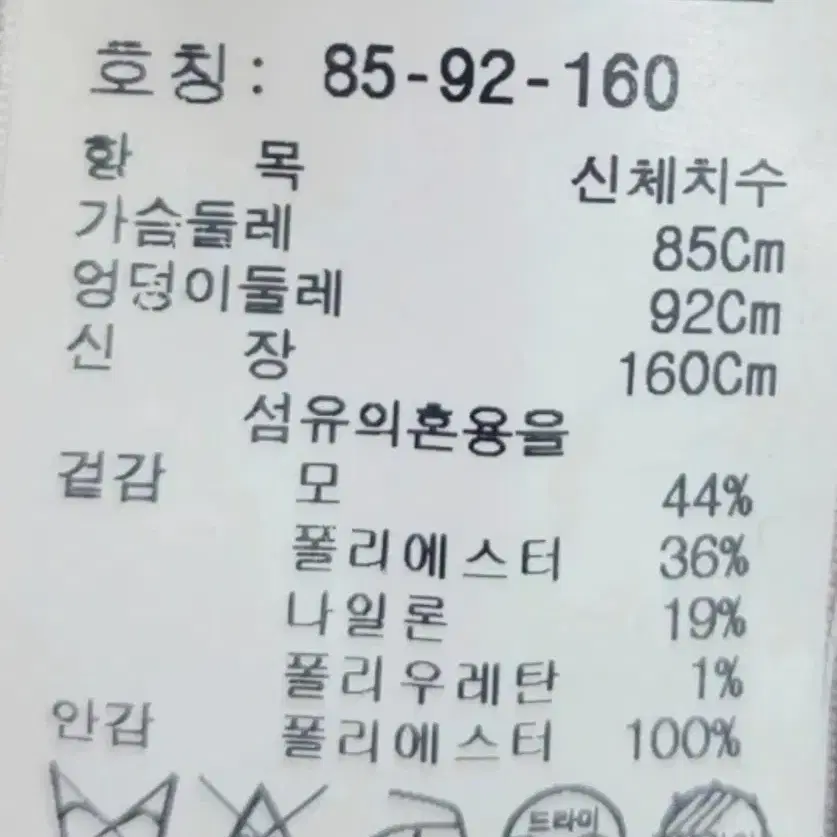 호칭: 85-92-160
항 목 신체치수
가슴둘레 85Cm
엉덩이둘레 92Cm
신 장 160Cm
섬유의혼용율
겉감 모 44%
폴리에스터 36%
나일론 19%
폴리우레탄 1%
안감 폴리에스터 100%
드라이